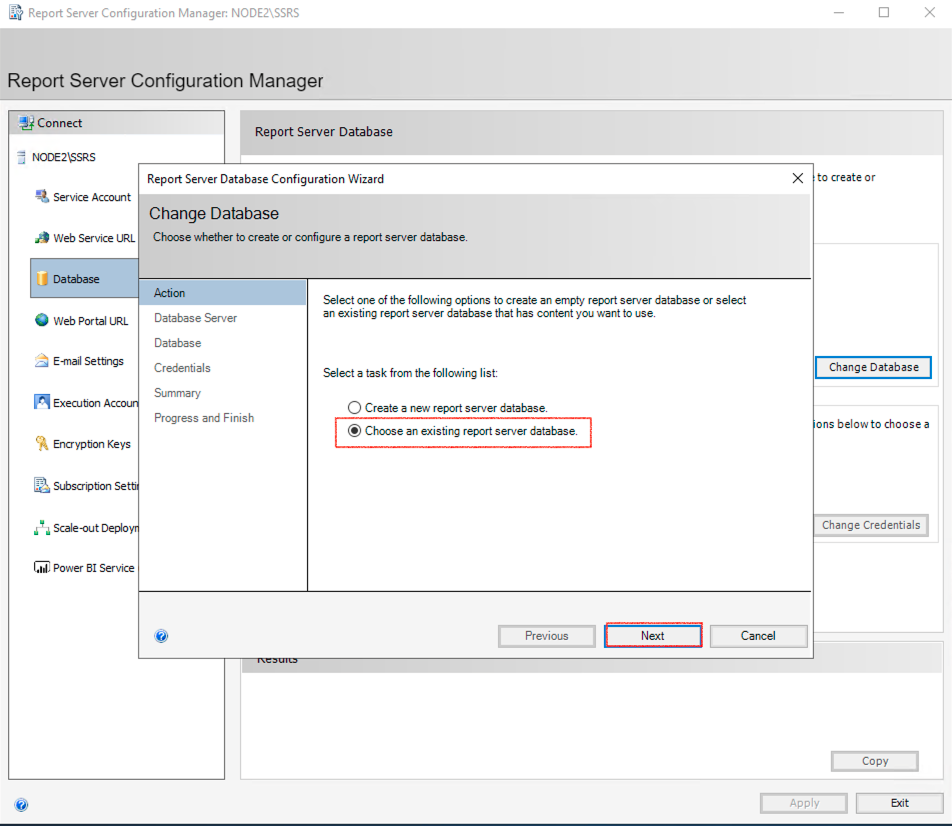 Report Server Configuration Manager: NODE2\SSRS
Report Server Configuration Manager
Connect
NODE2\SSRS
Service Account
Web Service URL
Database
Web Portal URL
E-mail Settings
Execution Accoun
Encryption Keys
Subscription Settin
Scale-out Deploym
Power BI Service
Report Server Database
to create or
Change Database
ions below to choose a
Change Credentials
Report Server Database Configuration Wizard
Change Database
Choose whether to create or configure a report server database.
Action
Database Server
Database
Credentials
Summary
Progress and Finish
Select one of the following options to create an empty report server database or select
an existing report server database that has content you want to use.
Select a task from the following list:
Create a new report server database.
Choose an existing report server database.
Previous
Next
Cancel
Results
Copy
Apply
Exit